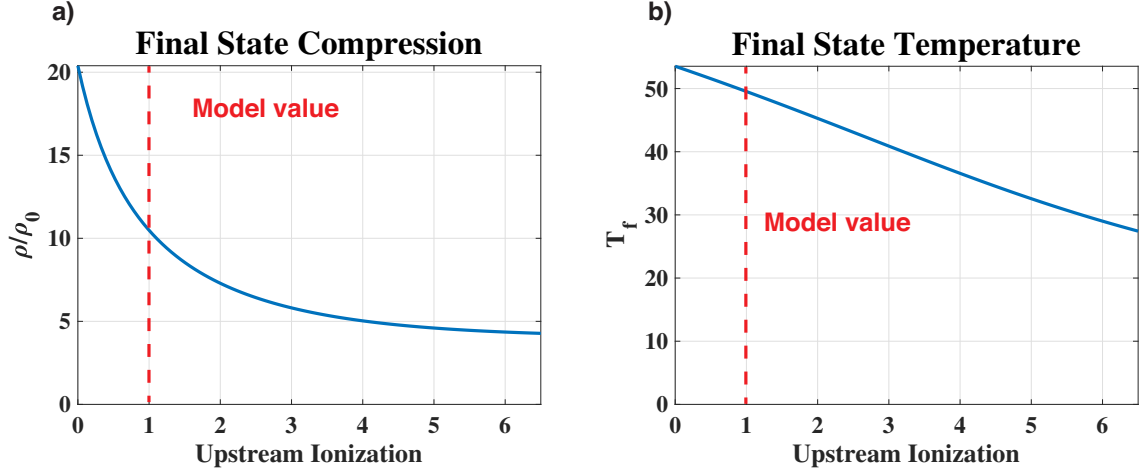 a)
Final State Compression
20
15
10
5
0
ρ/ρ0
Model value
0 1 2 3 4 5 6
Upstream Ionization
b)
Final State Temperature
50
40
30
20
10
0
T_f
Model value
0 1 2 3 4 5 6
Upstream Ionization